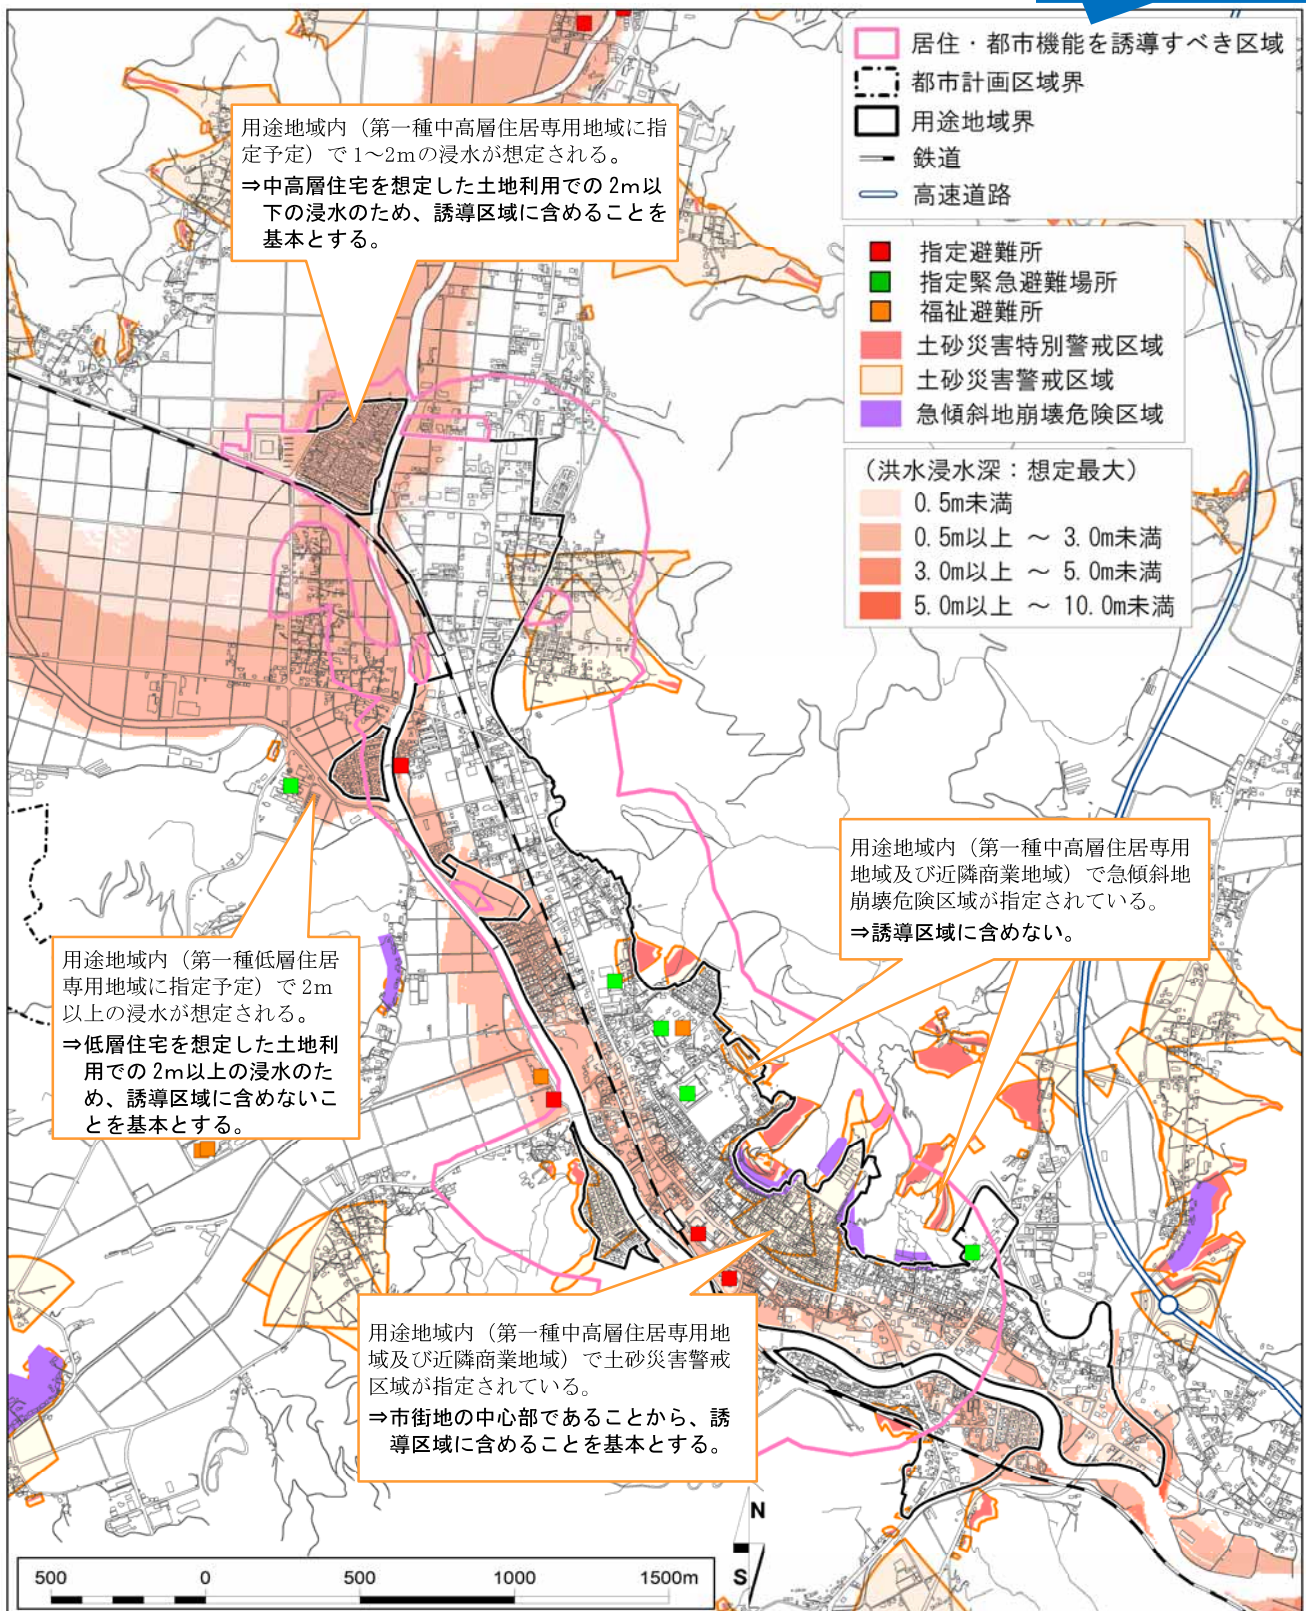 居住・都市機能を誘導すべき区域
都市計画区域界
用途地域界
鉄道
高速道路
指定避難所
指定緊急避難場所
福祉避難所
土砂災害特別警戒区域
土砂災害警戒区域
急傾斜地崩壊危険区域
(洪水浸水深：想定最大)
0.5m未満
0.5m以上 ～ 3.0m未満
3.0m以上 ～ 5.0m未満
5.0m以上 ～ 10.0m未満
用途地域内（第一種中高層住居専用地域に指
定予定）で 1～2mの浸水が想定される。
⇒中高層住宅を想定した土地利用での 2m以
下の浸水のため、誘導区域に含めることを
基本とする。
用途地域内（第一種中高層住居専用
地域及び近隣商業地域）で急傾斜地
崩壊危険区域が指定されている。
⇒誘導区域に含めない。
用途地域内（第一種低層住居
専用地域に指定予定）で 2m
以上の浸水が想定される。
⇒低層住宅を想定した土地利
用での 2m以上の浸水のた
め、誘導区域に含めないこ
とを基本とする。
用途地域内（第一種中高層住居専用地
域及び近隣商業地域）で土砂災害警戒
区域が指定されている。
⇒市街地の中心部であることから、誘
導区域に含めることを基本とする。
N
S
500 0 500 1000 1500m